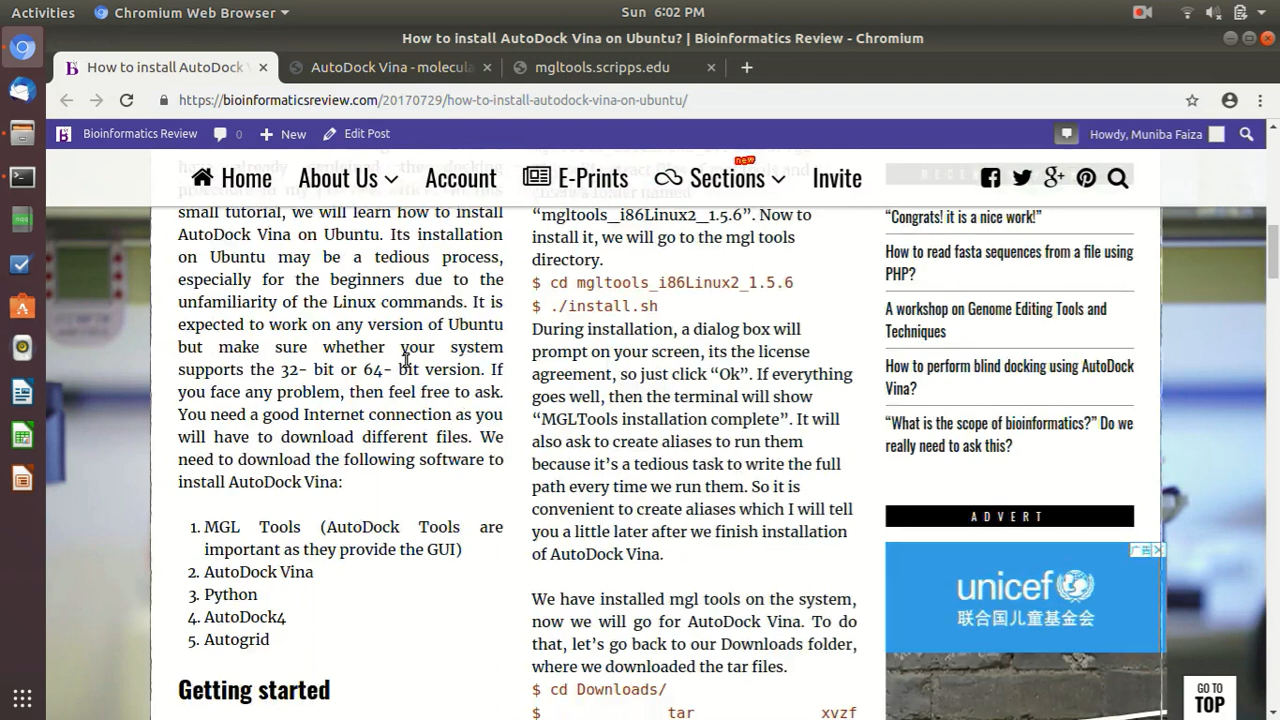 Activities
Chromium Web Browser
Sun 6:02 PM
How to install AutoDock Vina on Ubuntu? | Bioinformatics Review - Chromium
How to install AutoDock V
AutoDock Vina - molecula
mgltools.scripps.edu
https://bioinformaticsreview.com/20170729/how-to-install-autodock-vina-on-ubuntu/
Bioinformatics Review
0
New
Edit Post
Howdy, Muniba Faiza
Home
About Us
Account
E-Prints
new
Sections
Invite
small tutorial, we will learn how to install
AutoDock Vina on Ubuntu. Its installation
on Ubuntu may be a tedious process,
especially for the beginners due to the
unfamiliarity of the Linux commands. It is
expected to work on any version of Ubuntu
but make sure whether your system
supports the 32- bit or 64- bit version. If
you face any problem, then feel free to ask.
You need a good Internet connection as you
will have to download different files. We
need to download the following software to
install AutoDock Vina:
1. MGL Tools (AutoDock Tools are
important as they provide the GUI)
2. AutoDock Vina
3. Python
4. AutoDock4
5. Autogrid
Getting started
“mgltools_i86Linux2_1.5.6”. Now to
install it, we will go to the mgl tools
directory.
$ cd mgltools_i86Linux2_1.5.6
$ ./install.sh
During installation, a dialog box will
prompt on your screen, its the license
agreement, so just click “Ok”. If everything
goes well, then the terminal will show
“MGLTools installation complete”. It will
also ask to create aliases to run them
because it’s a tedious task to write the full
path every time we run them. So it is
convenient to create aliases which I will tell
you a little later after we finish installation
of AutoDock Vina.
We have installed mgl tools on the system,
now we will go for AutoDock Vina. To do
that, let’s go back to our Downloads folder,
where we downloaded the tar files.
$ cd Downloads/
$ tar xvzf
“Congrats! it is a nice work!”
How to read fasta sequences from a file using
PHP?
A workshop on Genome Editing Tools and
Techniques
How to perform blind docking using AutoDock
Vina?
“What is the scope of bioinformatics?” Do we
really need to ask this?
ADVERT
广告
unicef
联合国儿童基金会
GO TO
TOP